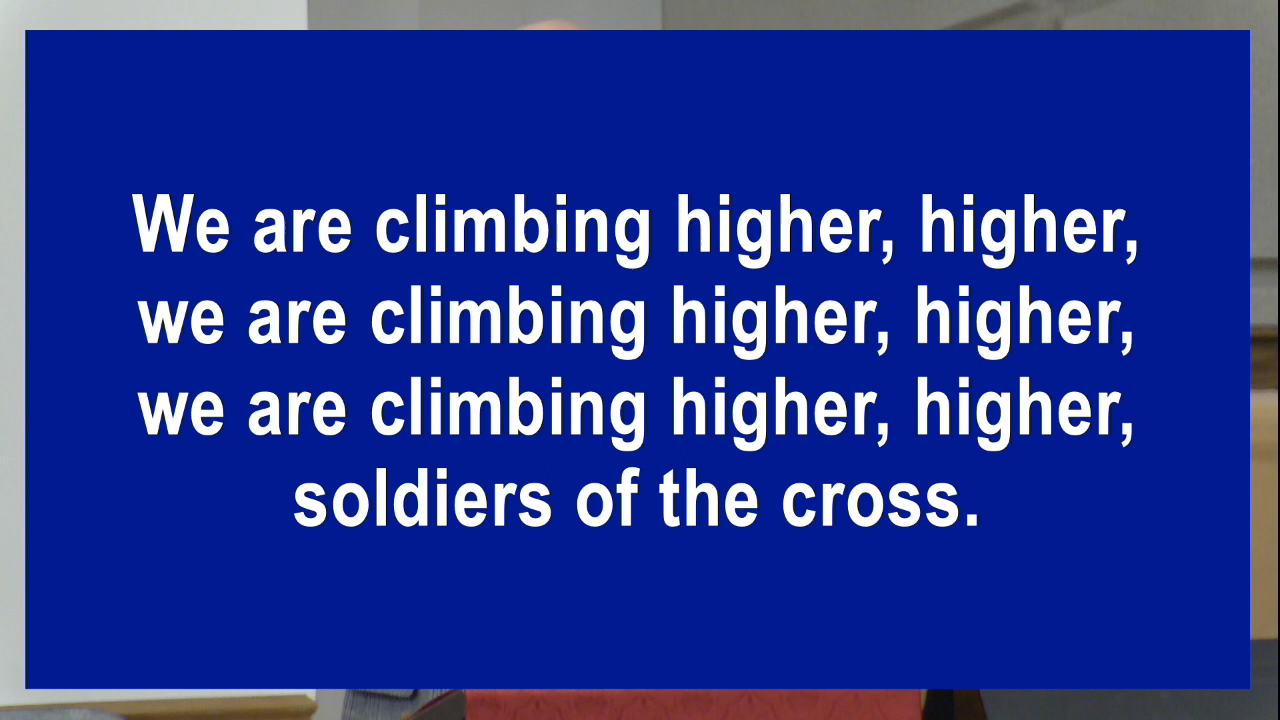 We are climbing higher, higher,
we are climbing higher, higher,
we are climbing higher, higher,
soldiers of the cross.